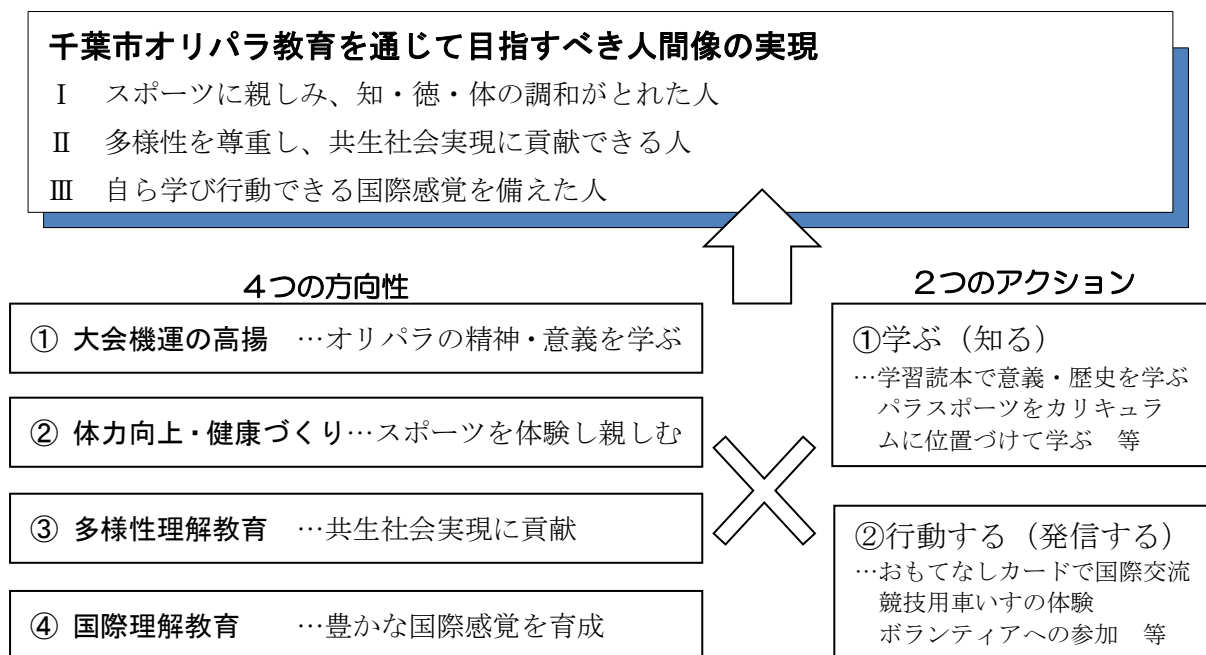 千葉市オリパラ教育を通じて目指すべき人間像の実現
Ⅰ　スポーツに親しみ、知・徳・体の調和がとれた人
Ⅱ　多様性を尊重し、共生社会実現に貢献できる人
Ⅲ　自ら学び行動できる国際感覚を備えた人
４つの方向性
① 大会機運の高揚　…オリパラの精神・意義を学ぶ
② 体力向上・健康づくり…スポーツを体験し親しむ
③ 多様性理解教育　…共生社会実現に貢献
④ 国際理解教育　　…豊かな国際感覚を育成
２つのアクション
①学ぶ（知る）
…学習読本で意義・歴史を学ぶ
パラスポーツをカリキュラ
ムに位置づけて学ぶ　等
②行動する（発信する）
…おもてなしカードで国際交流
競技用車いすの体験
ボランティアへの参加　等